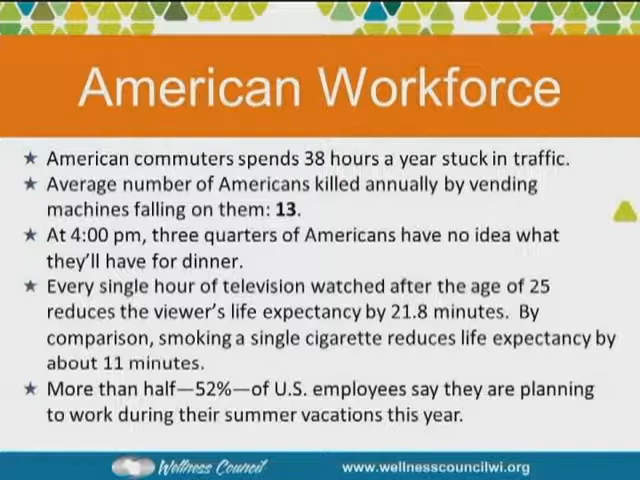 American Workforce
★ American commuters spends 38 hours a year stuck in traffic.
★ Average number of Americans killed annually by vending
machines falling on them: 13.
★ At 4:00 pm, three quarters of Americans have no idea what
they'll have for dinner.
★ Every single hour of television watched after the age of 25
reduces the viewer's life expectancy by 21.8 minutes.  By
comparison, smoking a single cigarette reduces life expectancy by
about 11 minutes.
★ More than half—52%—of U.S. employees say they are planning
to work during their summer vacations this year.
Wellness Council
www.wellnesscouncilwi.org